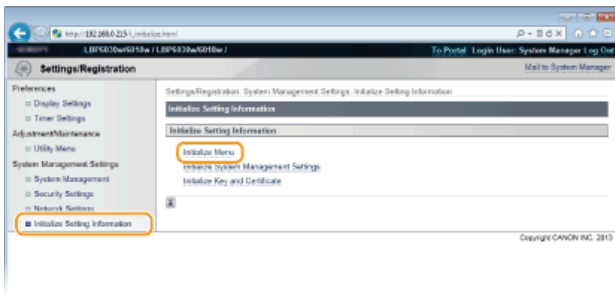 http://192.168.0.215/_initialize.html
LBP6030w/6018w / LBP6030w/6018w /
To Portal Login User: System Manager Log Out
Settings/Registration
Mail to System Manager
Preferences
Display Settings
Timer Settings
Adjustment/Maintenance
Utility Menu
System Management Settings
System Management
Security Settings
Network Settings
Initialize Setting Information
Settings/Registration: System Management Settings: Initialize Setting Information
Initialize Setting Information
Initialize Setting Information
Initialize Menu
Initialize System Management Settings
Initialize Key and Certificate
Copyright CANON INC. 2013